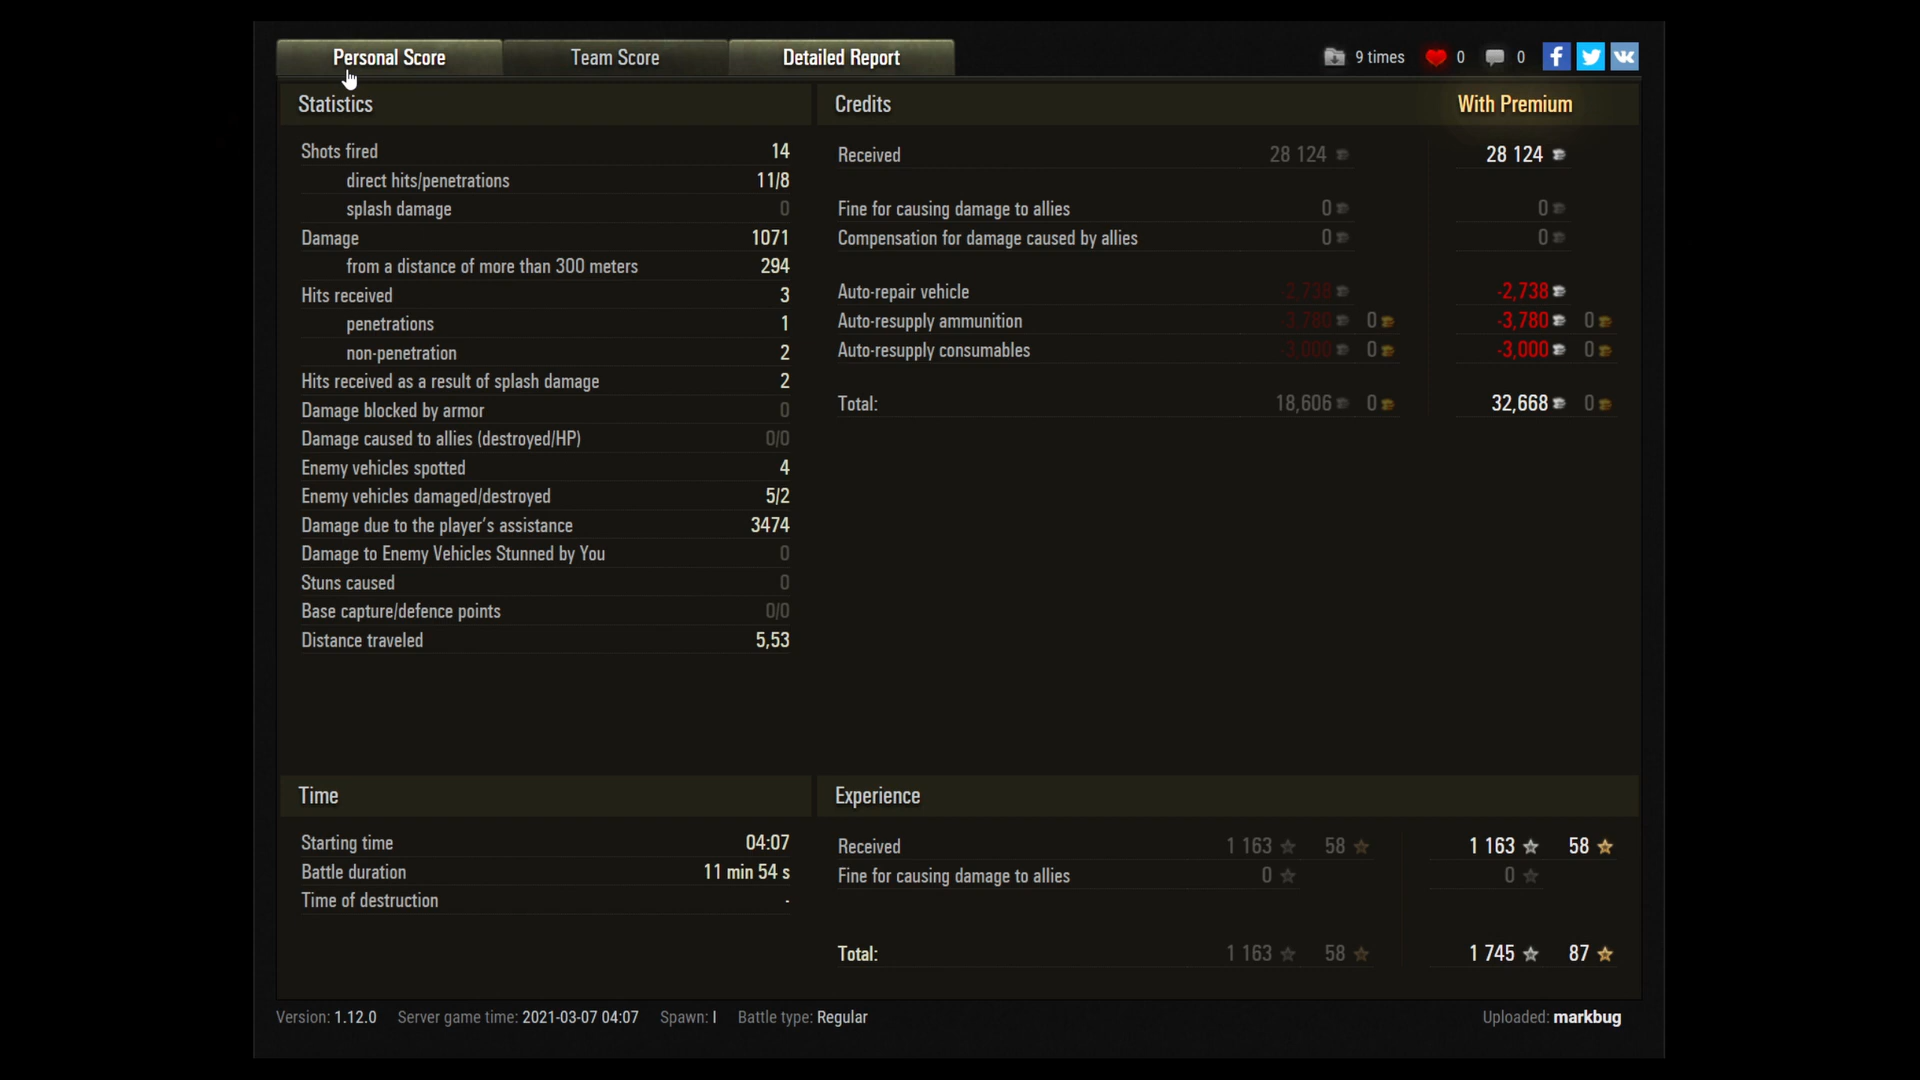 Personal Score Team Score Detailed Report 9 times 0 0
Statistics
Shots fired 14
direct hits/penetrations 11/8
splash damage 0
Damage 1071
from a distance of more than 300 meters 294
Hits received 3
penetrations 1
non-penetration 2
Hits received as a result of splash damage 2
Damage blocked by armor 0
Damage caused to allies (destroyed/HP) 0/0
Enemy vehicles spotted 4
Enemy vehicles damaged/destroyed 5/2
Damage due to the player's assistance 3474
Damage to Enemy Vehicles Stunned by You 0
Stuns caused 0
Base capture/defence points 0/0
Distance traveled 5,53
Credits With Premium
Received 28 124 28 124
Fine for causing damage to allies 0 0
Compensation for damage caused by allies 0 0
Auto-repair vehicle -2,738 -2,738
Auto-resupply ammunition -3,780 0 -3,780 0
Auto-resupply consumables -3,000 0 -3,000 0
Total: 18,606 0 32,668 0
Time
Starting time 04:07
Battle duration 11 min 54 s
Time of destruction -
Experience
Received 1 163 58 1 163 58
Fine for causing damage to allies 0 0
Total: 1 163 58 1 745 87
Version: 1.12.0 Server game time: 2021-03-07 04:07 Spawn: I Battle type: Regular Uploaded: markbug